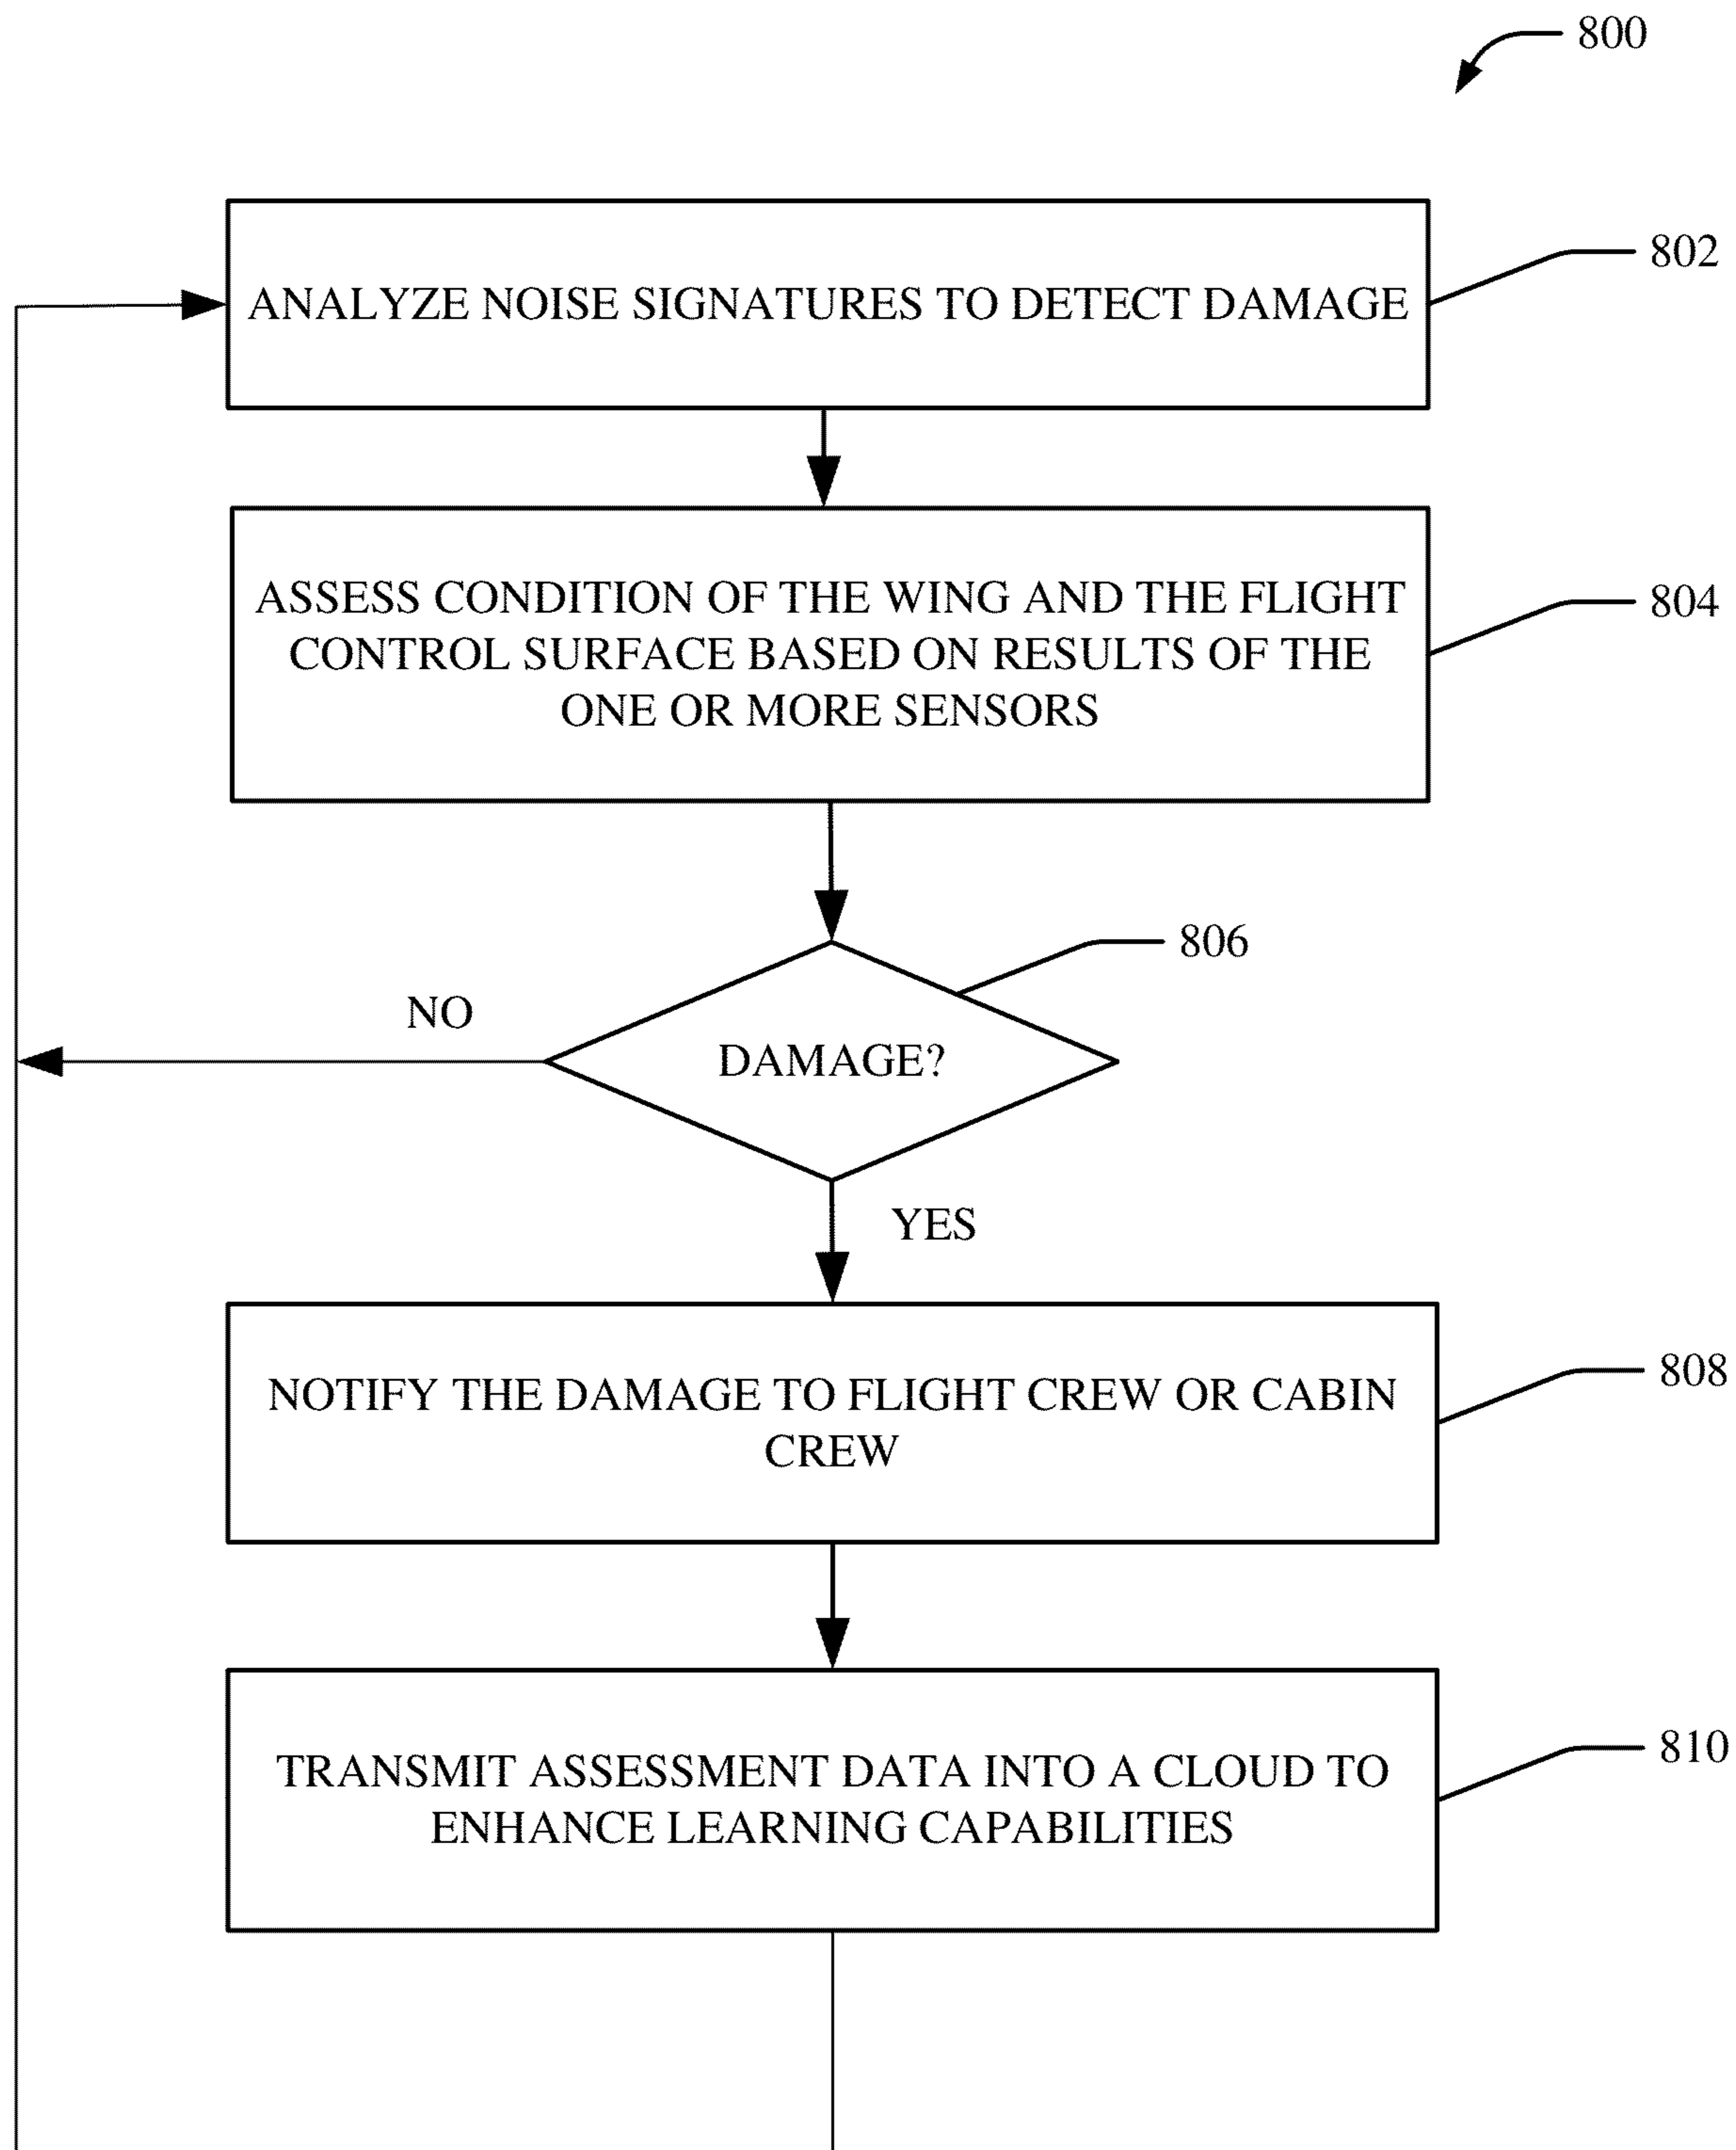 800
ANALYZE NOISE SIGNATURES TO DETECT DAMAGE
802
ASSESS CONDITION OF THE WING AND THE FLIGHT
CONTROL SURFACE BASED ON RESULTS OF THE
ONE OR MORE SENSORS
804
806
NO
DAMAGE?
YES
NOTIFY THE DAMAGE TO FLIGHT CREW OR CABIN
CREW
808
TRANSMIT ASSESSMENT DATA INTO A CLOUD TO
ENHANCE LEARNING CAPABILITIES
810